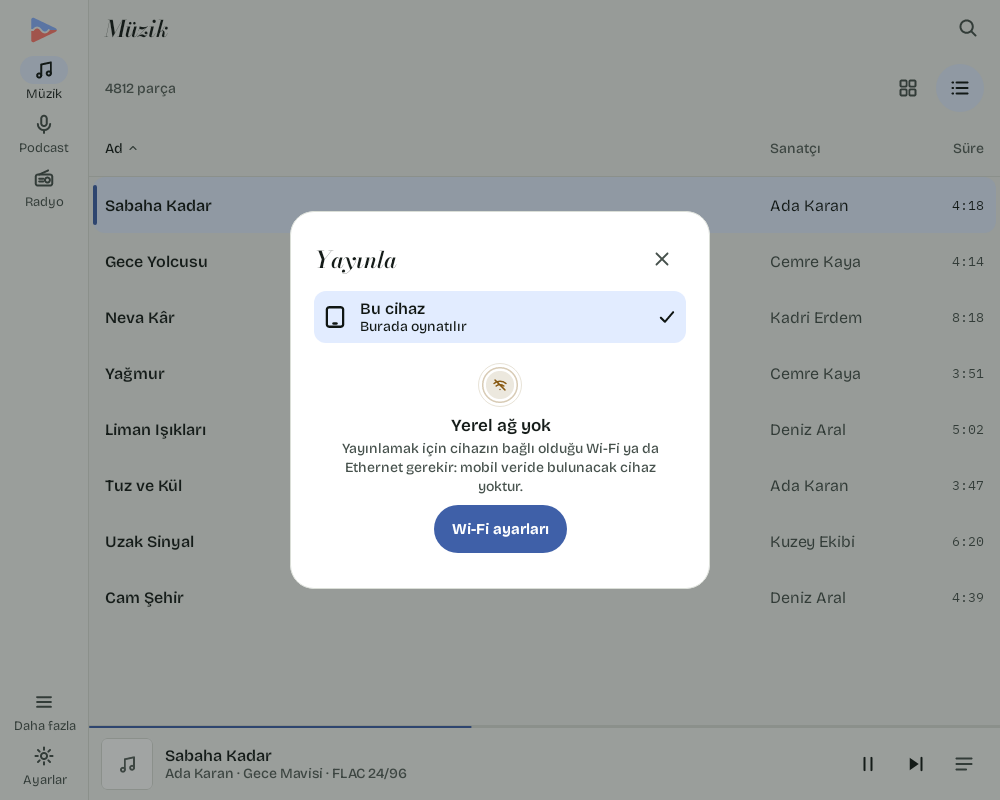 Müzik
Müzik
4812 parça
Podcast
Radyo
Ad
Sanatçı
Süre
Sabaha Kadar
Ada Karan
4:18
Gece Yolcusu
Cemre Kaya
4:14
Neva Kâr
Kadri Erdem
8:18
Yağmur
Cemre Kaya
3:51
Liman Işıkları
Deniz Aral
5:02
Tuz ve Kül
Ada Karan
3:47
Uzak Sinyal
Kuzey Ekibi
6:20
Cam Şehir
Deniz Aral
4:39
Yayınla
Bu cihaz
Burada oynatılır
Yerel ağ yok
Yayınlamak için cihazın bağlı olduğu Wi-Fi ya da
Ethernet gerekir: mobil veride bulunacak cihaz
yoktur.
Wi-Fi ayarları
Daha fazla
Ayarlar
Sabaha Kadar
Ada Karan · Gece Mavisi · FLAC 24/96